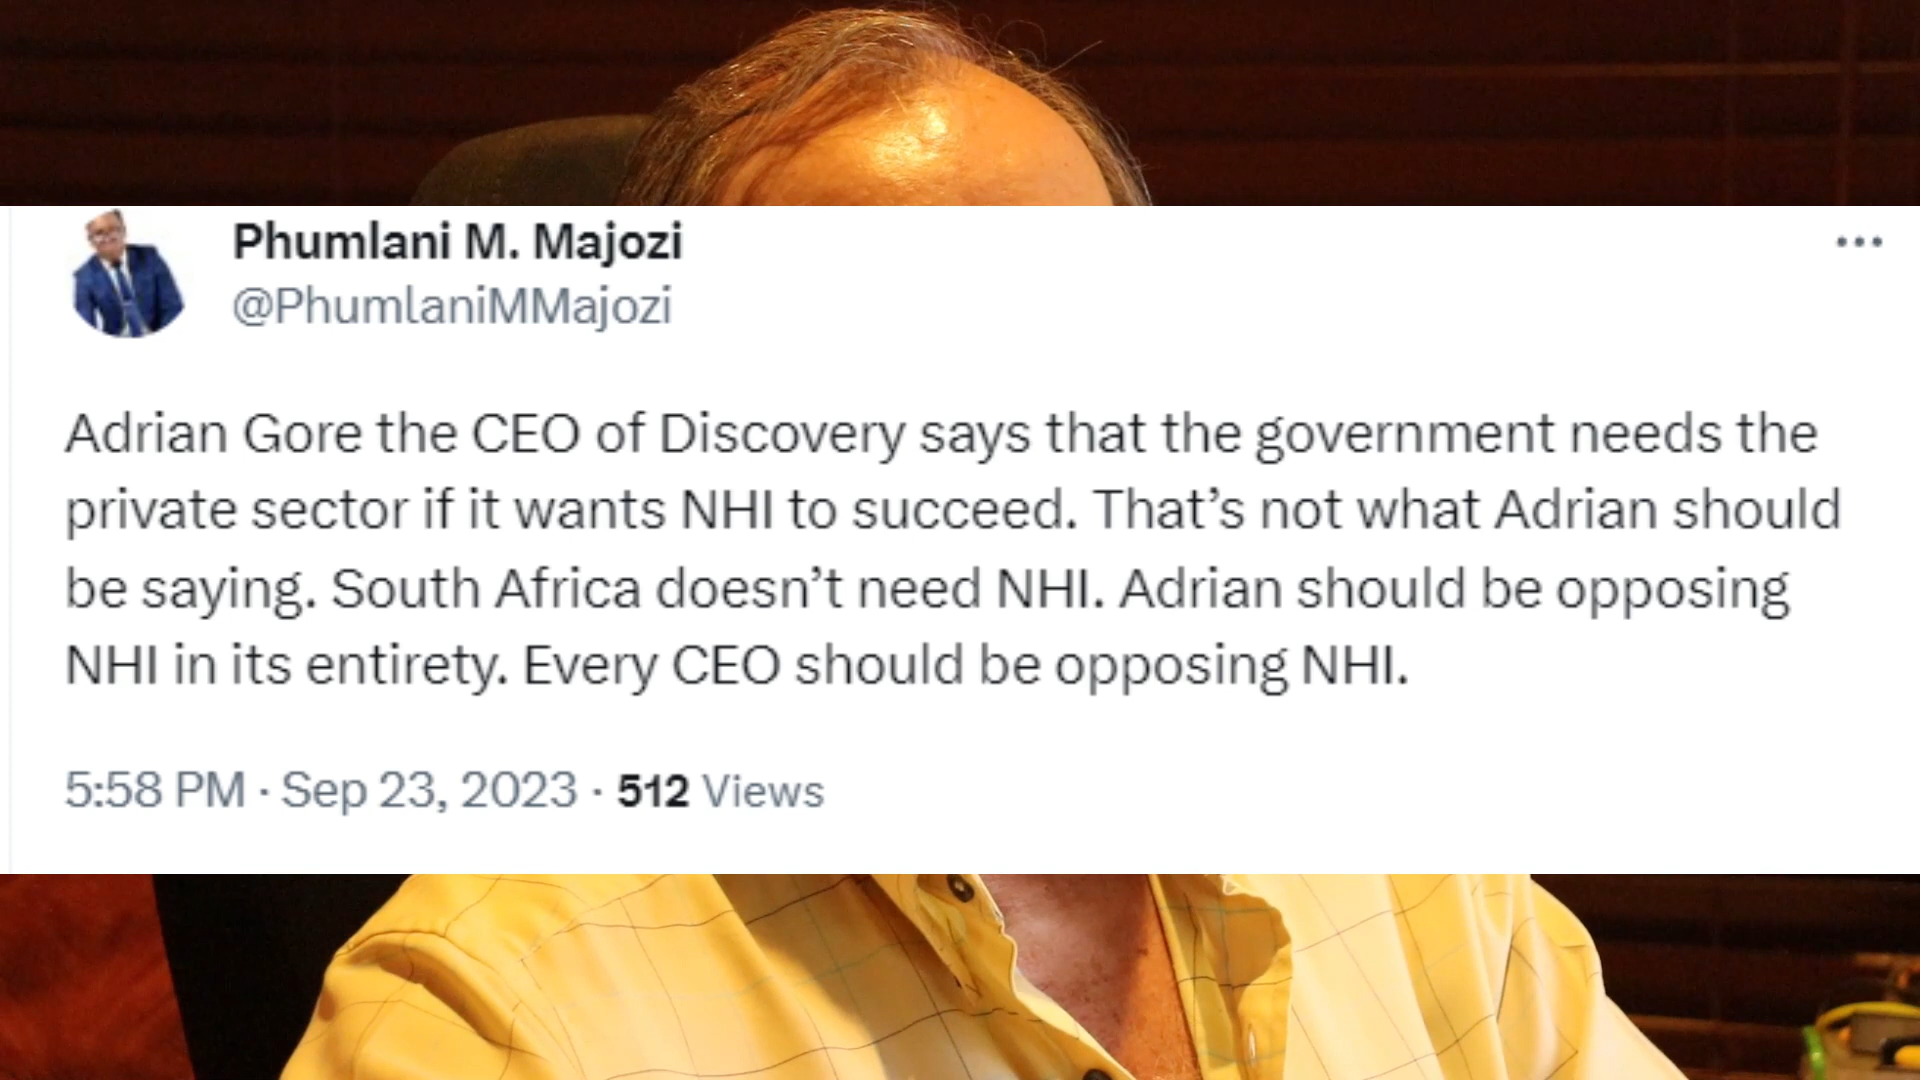 Phumlani M. Majozi
@PhumlaniMMajozi
Adrian Gore the CEO of Discovery says that the government needs the
private sector if it wants NHI to succeed. That’s not what Adrian should
be saying. South Africa doesn’t need NHI. Adrian should be opposing
NHI in its entirety. Every CEO should be opposing NHI.
5:58 PM · Sep 23, 2023 · 512 Views